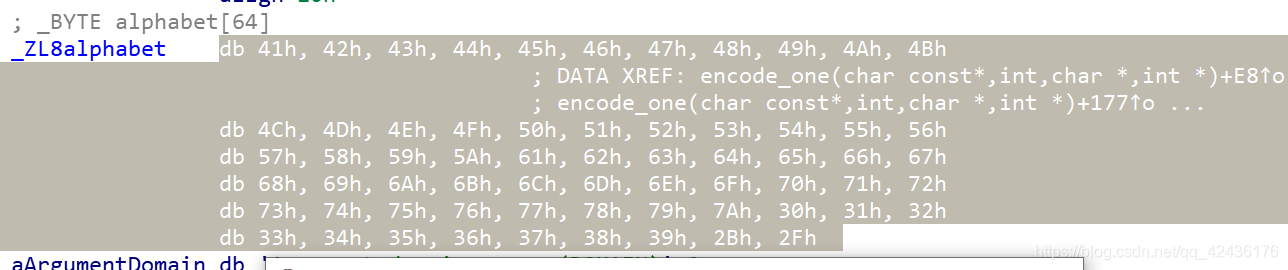 ; _BYTE alphabet[64]
_ZL8alphabet db 41h, 42h, 43h, 44h, 45h, 46h, 47h, 48h, 49h, 4Ah, 4Bh
; DATA XREF: encode_one(char const*,int,char *,int *)+E8↑o
; encode_one(char const*,int,char *,int *)+177↑o ...
db 4Ch, 4Dh, 4Eh, 4Fh, 50h, 51h, 52h, 53h, 54h, 55h, 56h
db 57h, 58h, 59h, 5Ah, 61h, 62h, 63h, 64h, 65h, 66h, 67h
db 68h, 69h, 6Ah, 6Bh, 6Ch, 6Dh, 6Eh, 6Fh, 70h, 71h, 72h
db 73h, 74h, 75h, 76h, 77h, 78h, 79h, 7Ah, 30h, 31h, 32h
db 33h, 34h, 35h, 36h, 37h, 38h, 39h, 2Bh, 2Fh
https://blog.csdn.net/qq_42436176
aArgumentDomain db